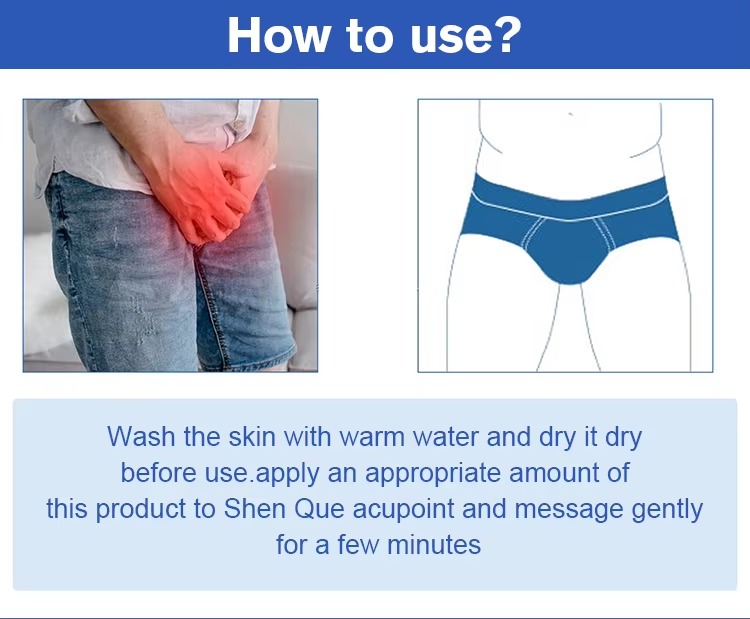 How to use?
Wash the skin with warm water and dry it dry
before use.apply an appropriate amount of
this product to Shen Que acupoint and message gently
for a few minutes